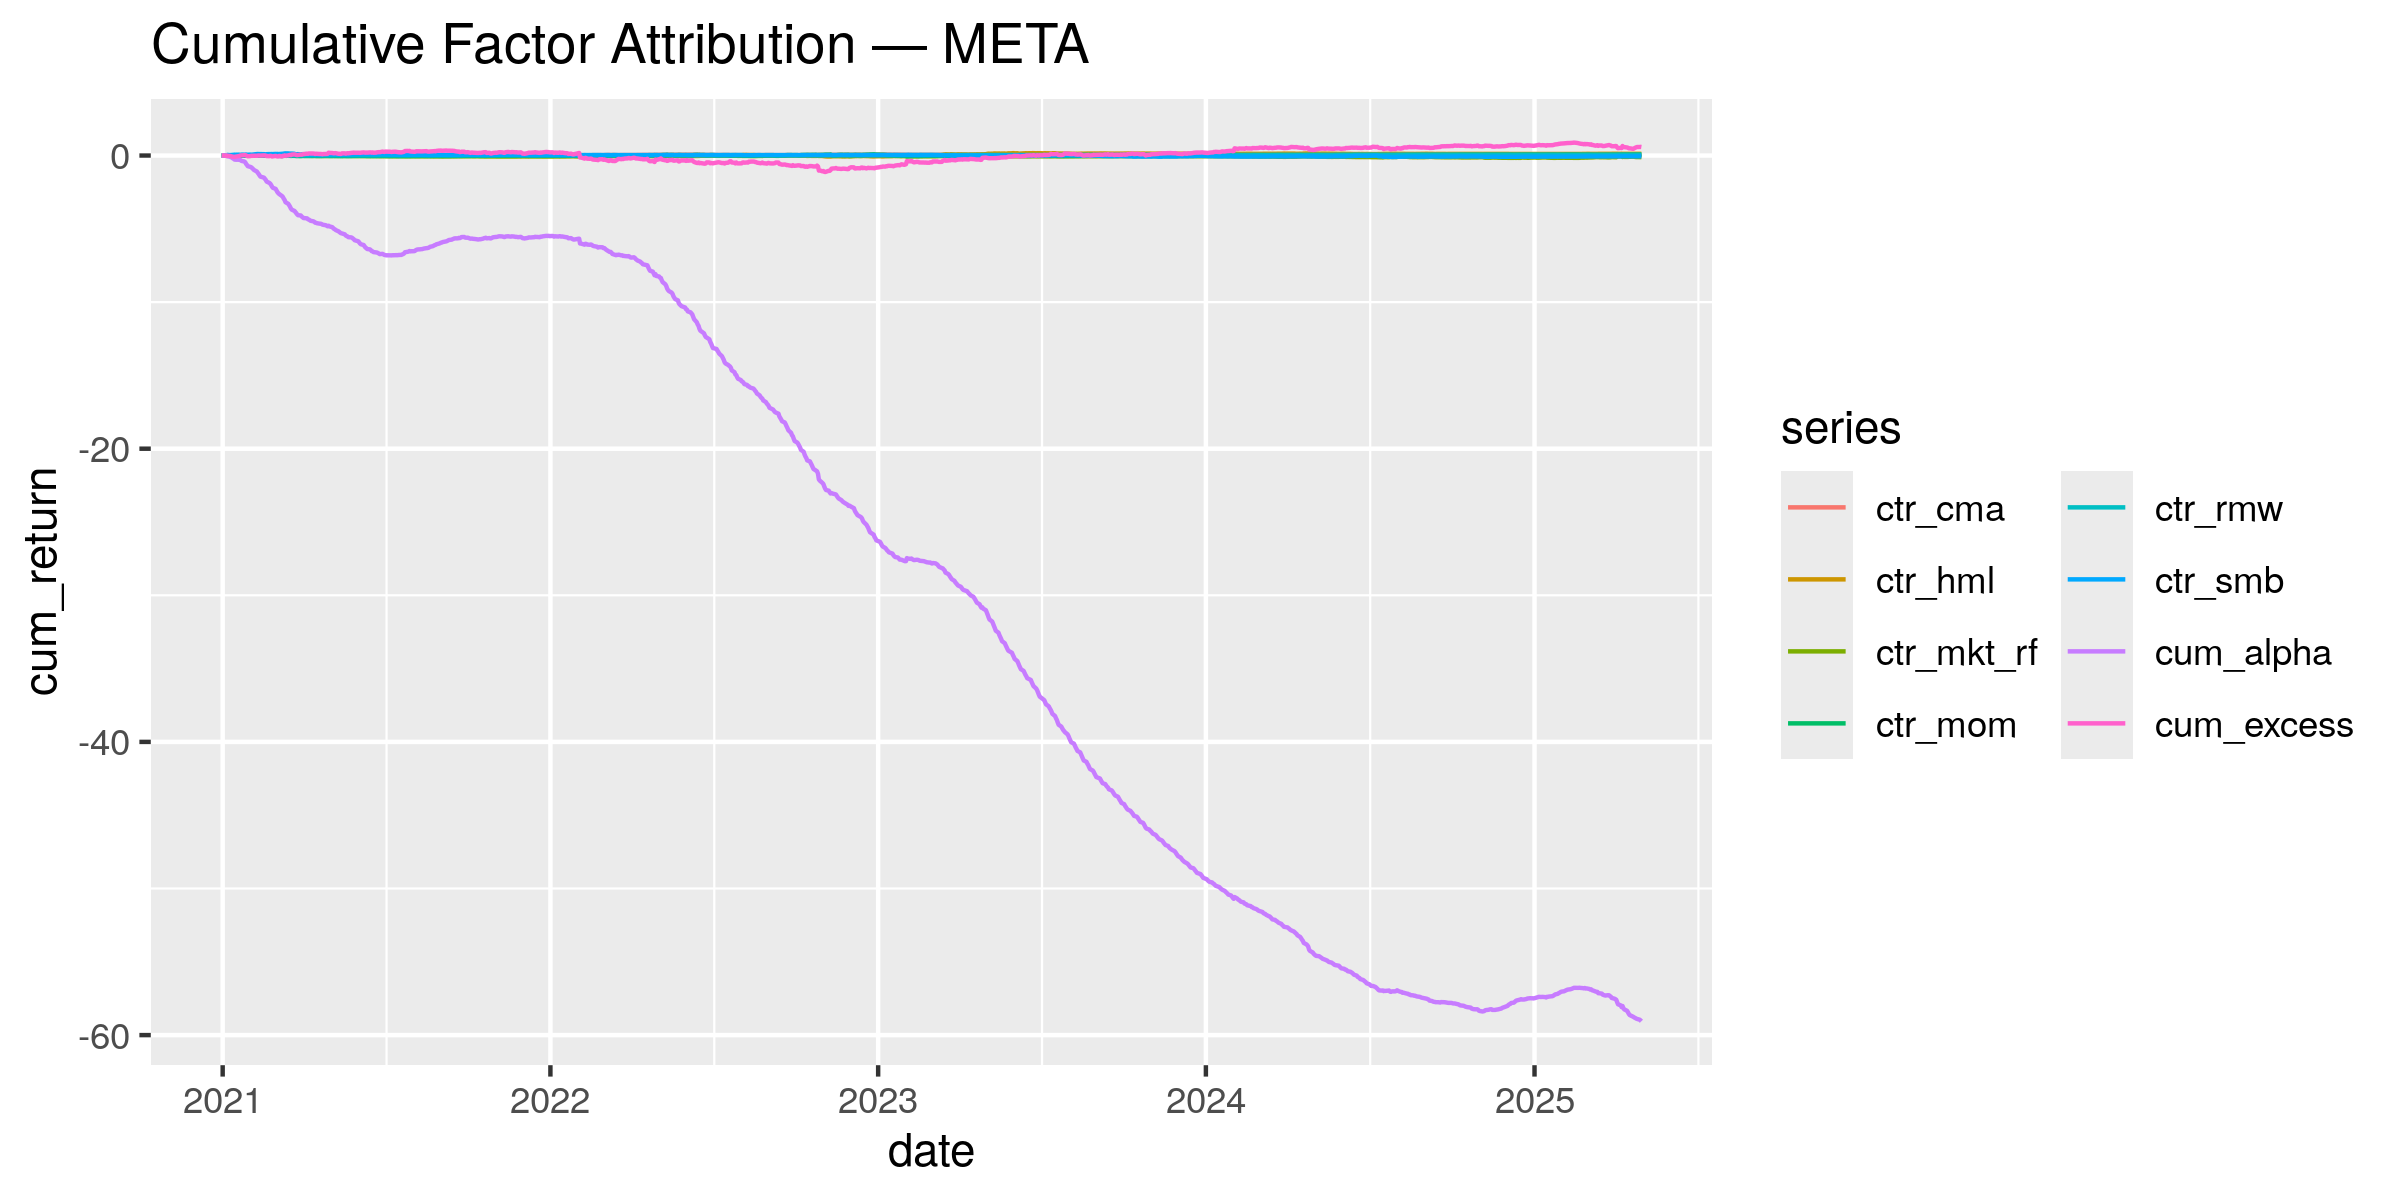 Cumulative Factor Attribution — META
0
-20
-40
-60
cum_return
2021 2022 2023 2024 2025
date
series
ctr_cma ctr_rmw
ctr_hml ctr_smb
ctr_mkt_rf cum_alpha
ctr_mom cum_excess